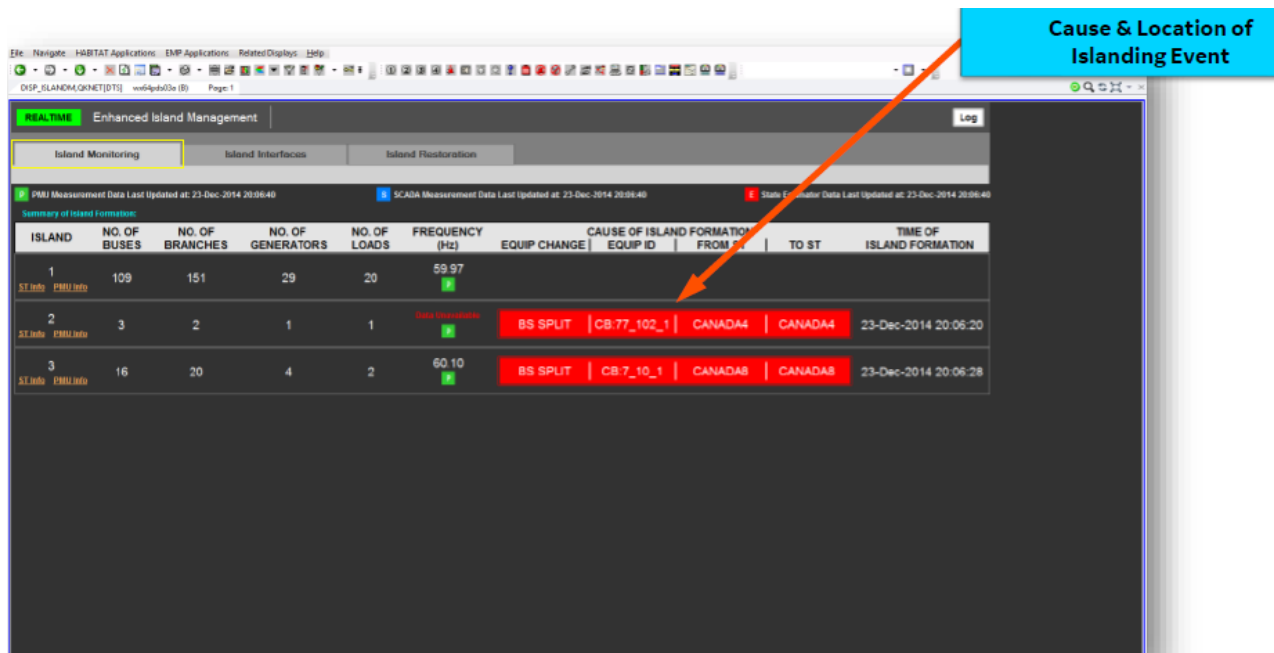 Cause & Location of
Islanding Event
File Navigate HABITAT Applications EMP Applications Related Displays Help
DISP_ISLANDM,QKNET[DTS] wx64pds03a (B) Page: 1
REALTIME Enhanced Island Management Log
Island Monitoring Island Interfaces Island Restoration
P PMU Measurement Data Last Updated at: 23-Dec-2014 20:06:40 S SCADA Measurement Data Last Updated at: 23-Dec-2014 20:06:40 E State Estimator Data Last Updated at: 23-Dec-2014 20:06:40
Summary of Island Formation:
ISLAND NO. OF BUSES NO. OF BRANCHES NO. OF GENERATORS NO. OF LOADS FREQUENCY (Hz) CAUSE OF ISLAND FORMATION TIME OF ISLAND FORMATION
EQUIP CHANGE | EQUIP ID | FROM ST | TO ST
1 109 151 29 20 59.97
ST Info PMU Info P
2 3 2 1 1 Data Unavailable BS SPLIT | CB:77_102_1 | CANADA4 | CANADA4 23-Dec-2014 20:06:20
ST Info PMU Info P
3 16 20 4 2 60.10 BS SPLIT | CB:7_10_1 | CANADA8 | CANADA8 23-Dec-2014 20:06:28
ST Info PMU Info P